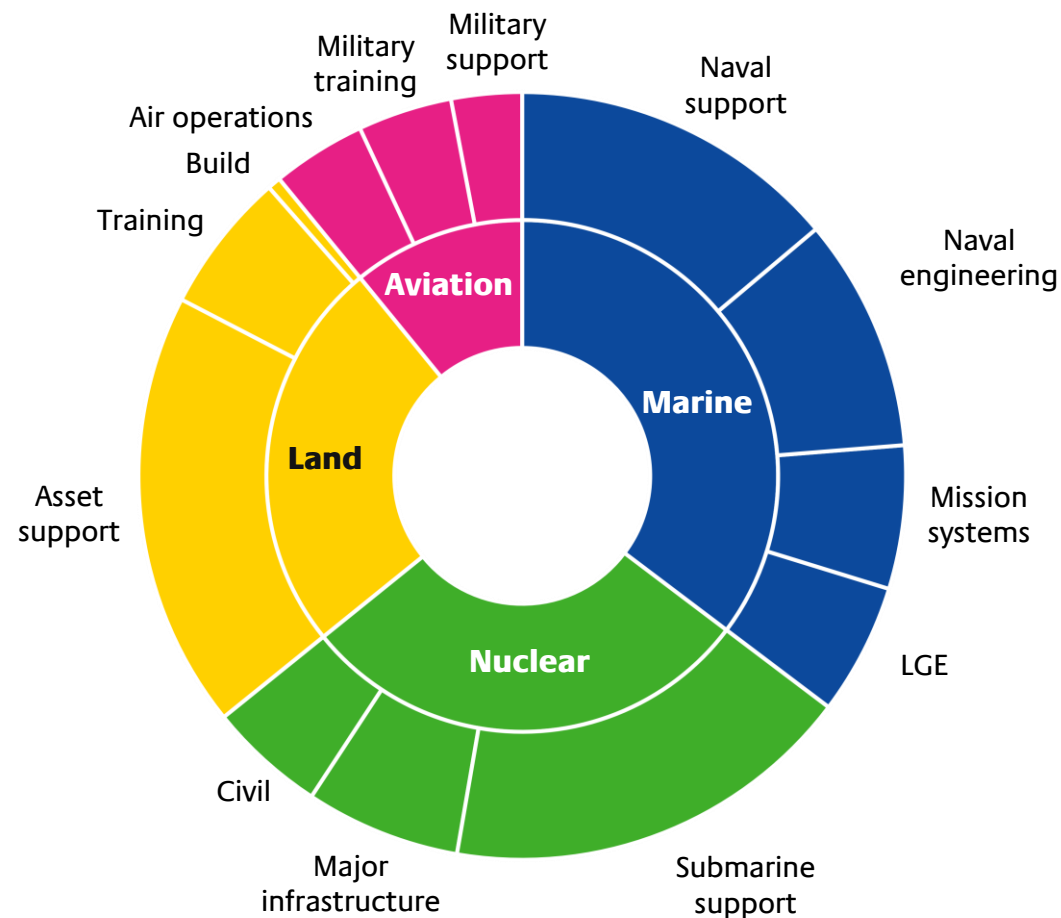 Military
support
Military
training
Air operations
Build
Training
Asset
support
Naval
support
Naval
engineering
Mission
systems
LGE
Submarine
support
Major
infrastructure
Civil
Aviation
Marine
Land
Nuclear